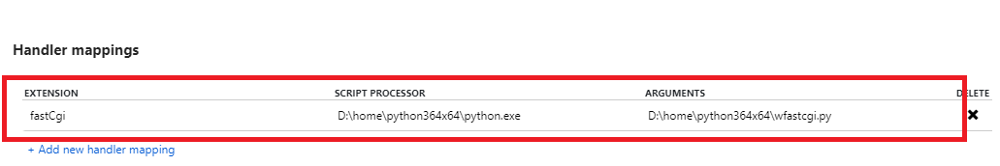 Handler mappings
EXTENSION SCRIPT PROCESSOR ARGUMENTS DELETE
fastCgi D:\home\python364x64\python.exe D:\home\python364x64\wfastcgi.py
+ Add new handler mapping